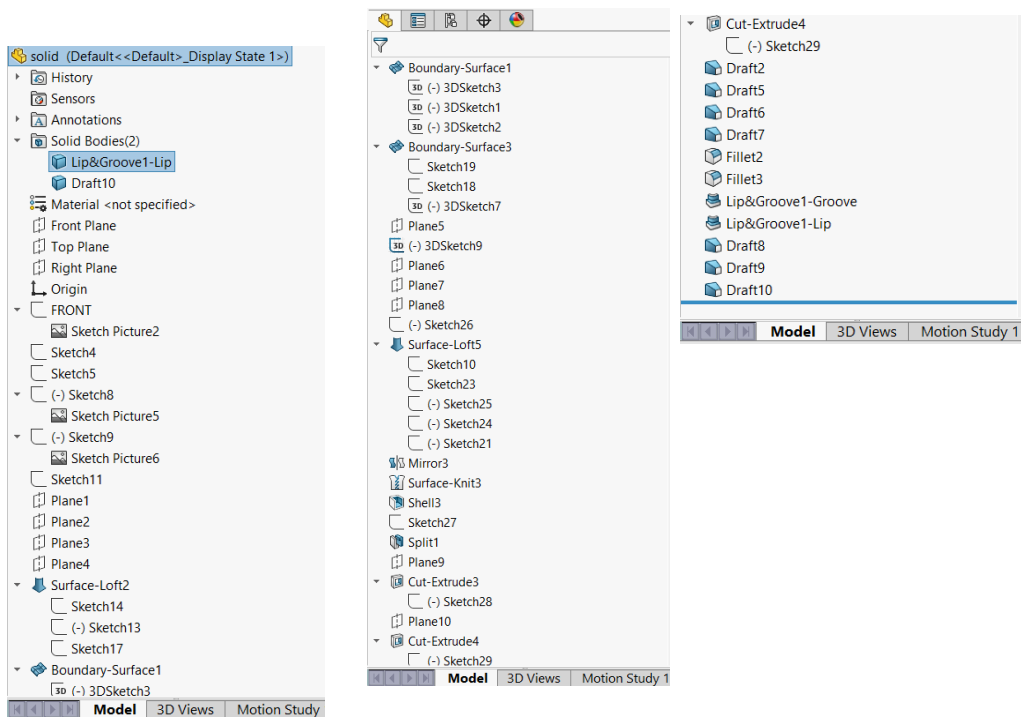 solid (Default<<Default>_Display State 1>)
History
Sensors
Annotations
Solid Bodies(2)
Lip&Groove1-Lip
Draft10
Material <not specified>
Front Plane
Top Plane
Right Plane
Origin
FRONT
Sketch Picture2
Sketch4
Sketch5
(-) Sketch8
Sketch Picture5
(-) Sketch9
Sketch Picture6
Sketch11
Plane1
Plane2
Plane3
Plane4
Surface-Loft2
Sketch14
(-) Sketch13
Sketch17
Boundary-Surface1
3D (-) 3DSketch3
Model 3D Views Motion Study
Boundary-Surface1
3D (-) 3DSketch3
3D (-) 3DSketch1
3D (-) 3DSketch2
Boundary-Surface3
Sketch19
Sketch18
3D (-) 3DSketch7
Plane5
3D (-) 3DSketch9
Plane6
Plane7
Plane8
(-) Sketch26
Surface-Loft5
Sketch10
Sketch23
(-) Sketch25
(-) Sketch24
(-) Sketch21
Mirror3
Surface-Knit3
Shell3
Sketch27
Split1
Plane9
Cut-Extrude3
(-) Sketch28
Plane10
Cut-Extrude4
(-) Sketch29
Model 3D Views Motion Study 1
Cut-Extrude4
(-) Sketch29
Draft2
Draft5
Draft6
Draft7
Fillet2
Fillet3
Lip&Groove1-Groove
Lip&Groove1-Lip
Draft8
Draft9
Draft10
Model 3D Views Motion Study 1